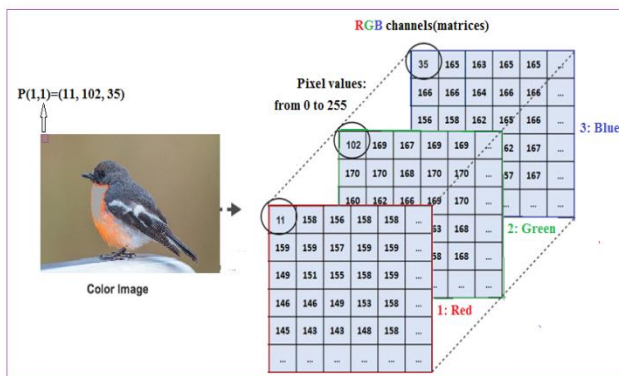 RGB channels(matrices)
P(1,1)=(11, 102, 35)
Pixel values:
from 0 to 255
Color Image
35 165 163 165 165
166 166 164 166 166 ...
156 158 162 165 166 ...
62 167 ...
57 167 ...
... ...
3: Blue
102 169 167 169 169 ...
170 170 168 170 170 ...
160 162 166 169 170 ...
63 168 ...
58 168 ...
... ...
2: Green
11 158 156 158 158 ...
159 159 157 159 159 ...
149 151 155 158 159 ...
146 146 149 153 158 ...
145 143 143 148 158 ...
... ... ... ... ... ...
1: Red